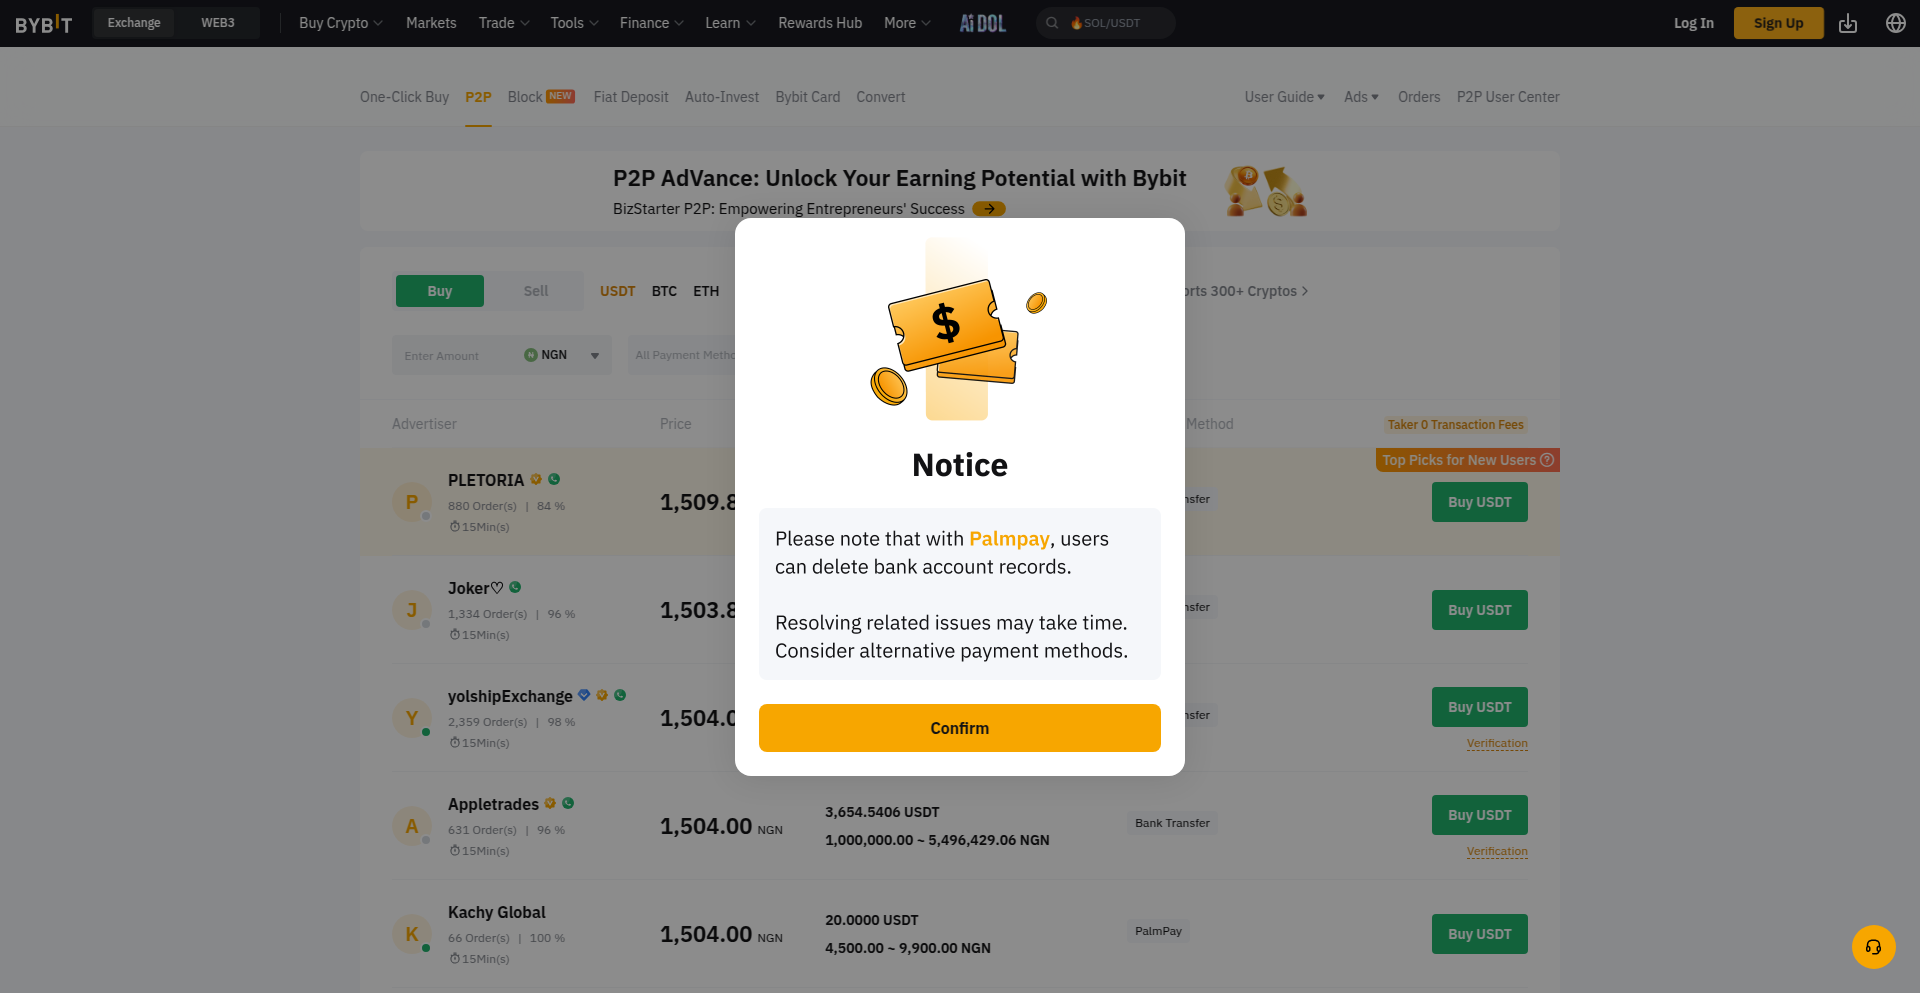 BYBIT Exchange WEB3 Buy Crypto Markets Trade Tools Finance Learn Rewards Hub More AiDOL SOL/USDT Log In Sign Up
One-Click Buy P2P Block NEW Fiat Deposit Auto-Invest Bybit Card Convert User Guide Ads Orders P2P User Center
P2P AdVance: Unlock Your Earning Potential with Bybit
BizStarter P2P: Empowering Entrepreneurs' Success
Buy Sell USDT BTC ETH 300+ Cryptos
Enter Amount NGN All Payment
Advertiser Price Method Taker 0 Transaction Fees
Top Picks for New Users
PLETORIA
880 Order(s) | 84 %
15Min(s)
1,509.8
Buy USDT
Joker♡
1,334 Order(s) | 96 %
15Min(s)
1,503.8
Buy USDT
yolshipExchange
2,359 Order(s) | 98 %
15Min(s)
1,504.0
Buy USDT
Verification
Appletrades
631 Order(s) | 96 %
15Min(s)
1,504.00 NGN
3,654.5406 USDT
1,000,000.00 ~ 5,496,429.06 NGN
Bank Transfer
Buy USDT
Verification
Kachy Global
66 Order(s) | 100 %
15Min(s)
1,504.00 NGN
20.0000 USDT
4,500.00 ~ 9,900.00 NGN
PalmPay
Buy USDT
$
Notice
Please note that with Palmpay, users
can delete bank account records.
Resolving related issues may take time.
Consider alternative payment methods.
Confirm